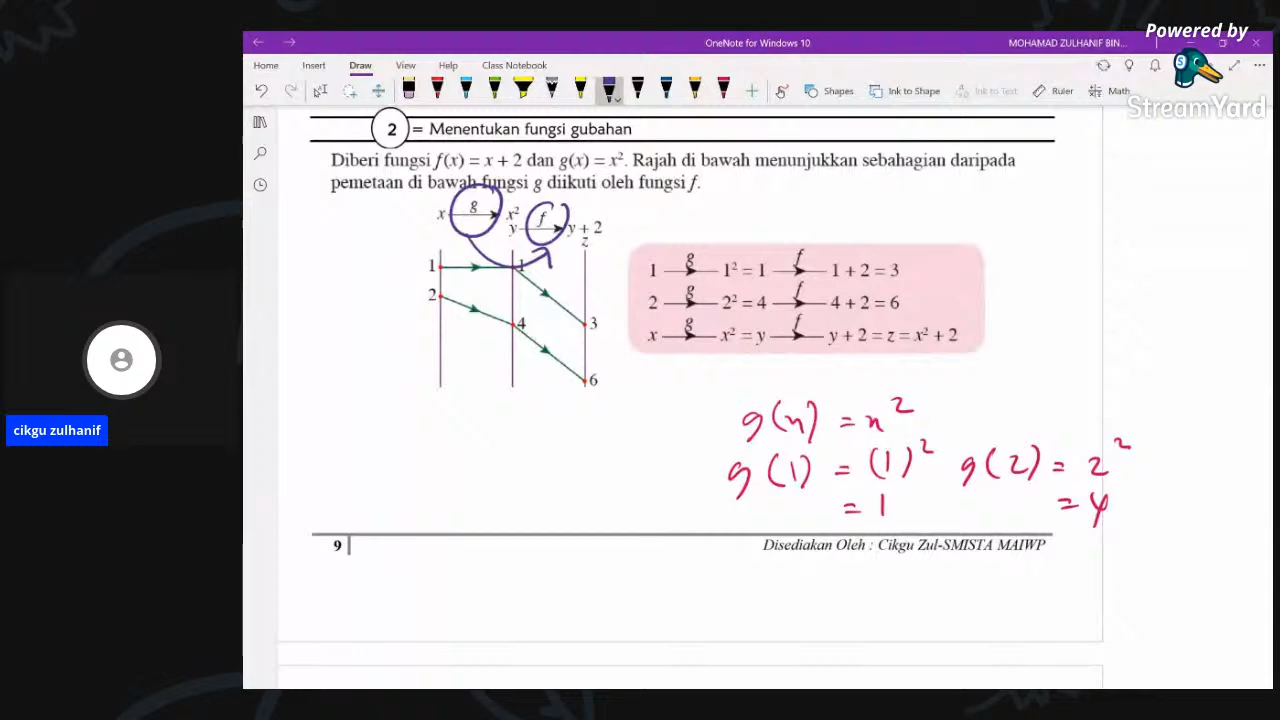 Powered by
StreamYard
OneNote for Windows 10
MOHAMAD ZULHANIF BIN...
Home Insert Draw View Help Class Notebook
Shapes Ink to Shape Ink to Text Ruler Math
2 = Menentukan fungsi gubahan
Diberi fungsi f(x) = x + 2 dan g(x) = x². Rajah di bawah menunjukkan sebahagian daripada
pemetaan di bawah fungsi g diikuti oleh fungsi f.
x g x² f
y y + 2
z
1 1
2
4 3
6
1 g 1² = 1 f 1 + 2 = 3
2 g 2² = 4 f 4 + 2 = 6
x g x² = y f y + 2 = z = x² + 2
g(x) = x²
g(1) = (1)² g(2) = 2²
= 1 = 4
9
Disediakan Oleh : Cikgu Zul-SMISTA MAIWP
cikgu zulhanif